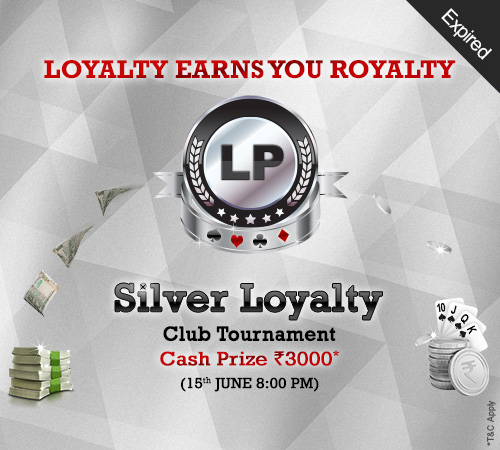 Expired
LOYALTY EARNS YOU ROYALTY
LP
Silver Loyalty
Club Tournament
Cash Prize ₹3000*
(15th JUNE 8:00 PM)
10 J Q K
₹
*T&C Apply